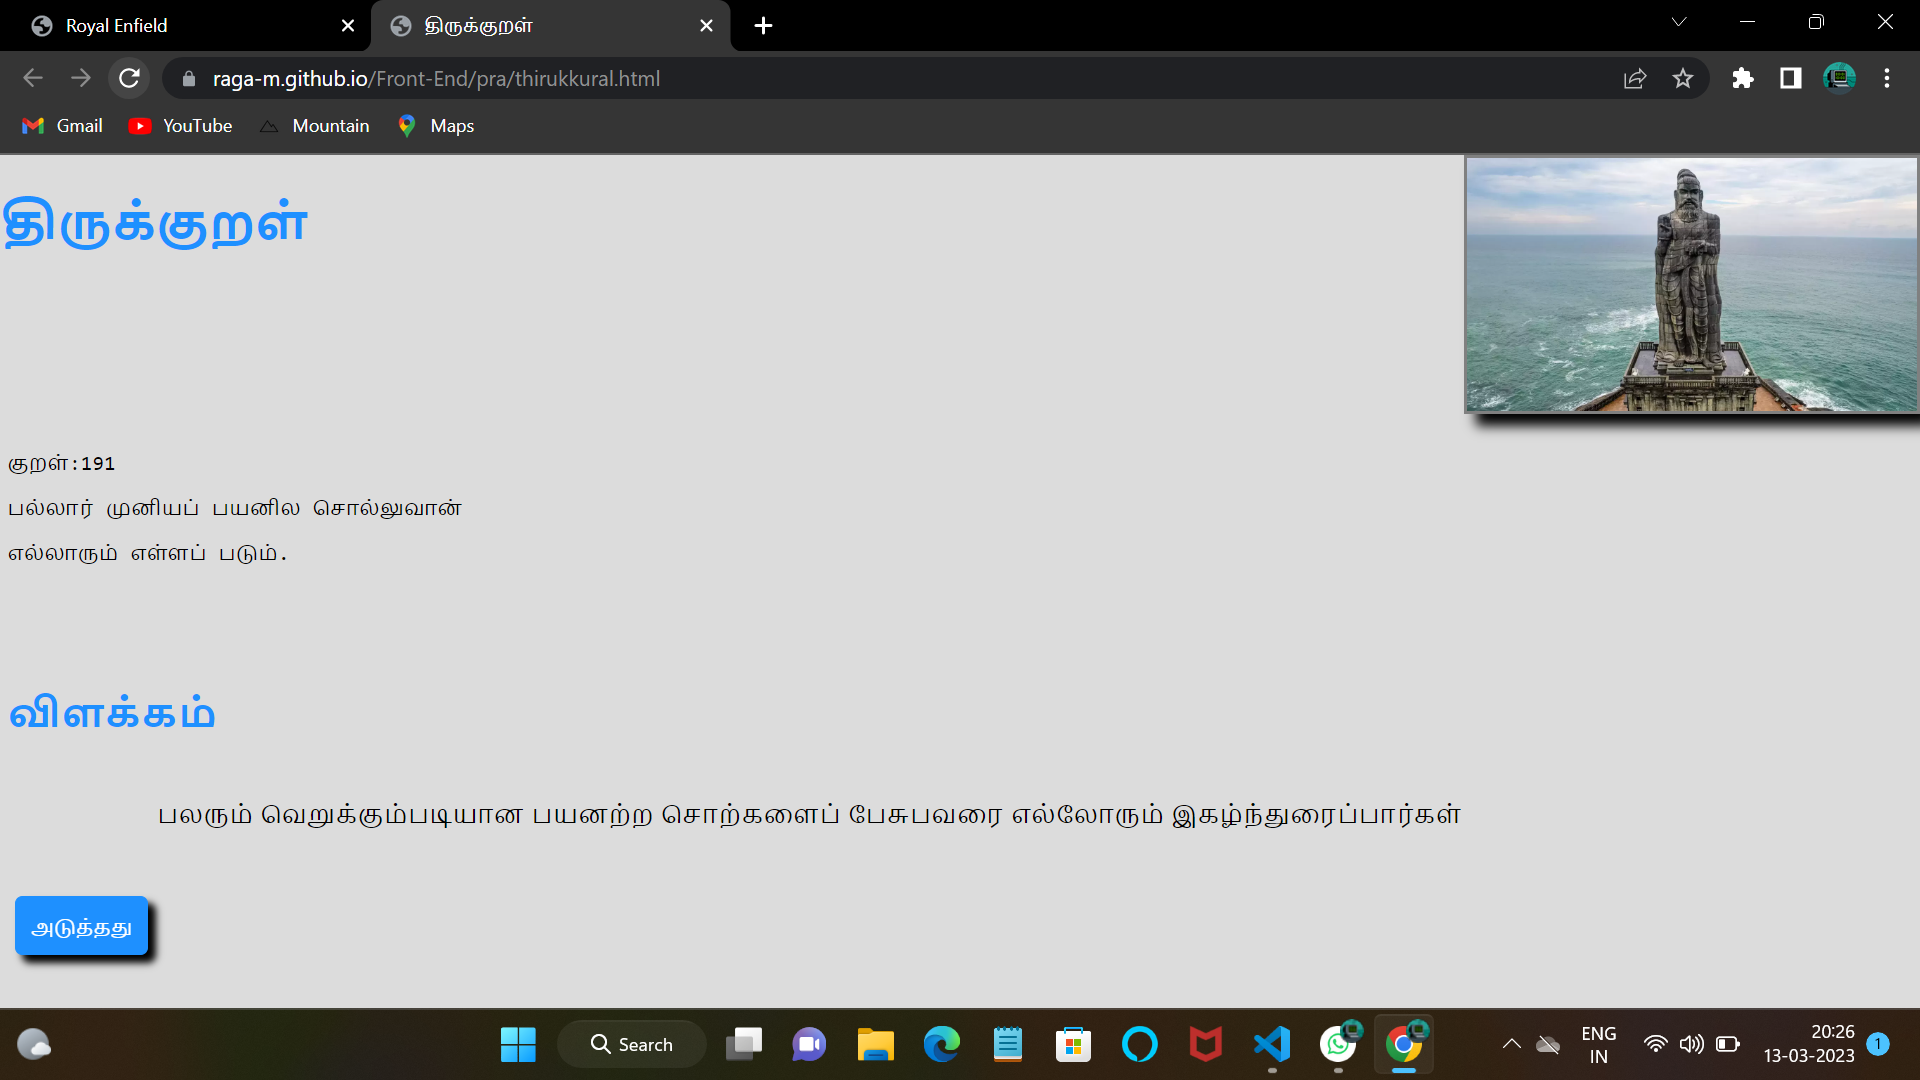 Royal Enfield
திருக்குறள்
raga-m.github.io/Front-End/pra/thirukkural.html
Gmail YouTube Mountain Maps
திருக்குறள்
குறள்:191
பல்லார் முனியப் பயனில சொல்லுவான்
எல்லாரும் எள்ளப் படும்.
விளக்கம்
பலரும் வெறுக்கும்படியான பயனற்ற சொற்களைப் பேசுபவரை எல்லோரும் இகழ்ந்துரைப்பார்கள்
அடுத்தது
Search
ENG
IN
20:26
13-03-2023
1